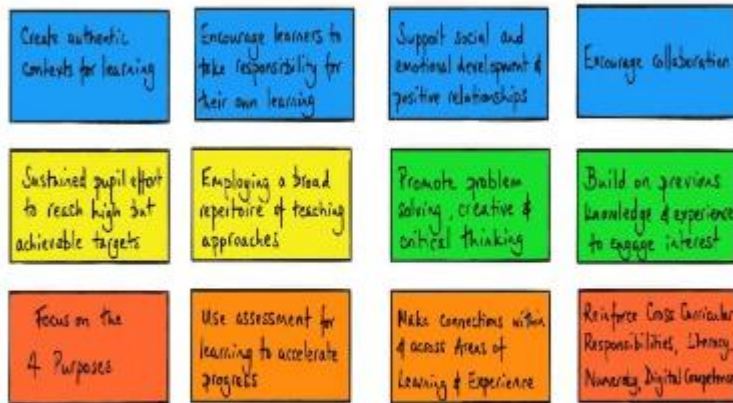 Create authentic
contexts for learning
Encourage learners to
take responsibility for
their own learning
Support social and
emotional development &
positive relationships
Encourage collaboration
Sustained pupil effort
to reach high but
achievable targets
Employing a broad
repertoire of teaching
approaches
Promote problem
solving, creative &
critical thinking
Build on previous
knowledge & experience
to engage interest
Focus on the
4 Purposes
Use assessment for
learning to accelerate
progress
Make connections within
& across Areas of
Learning & Experience
Reinforce Cross Curricular
Responsibilities, Literacy,
Numeracy, Digital Competence